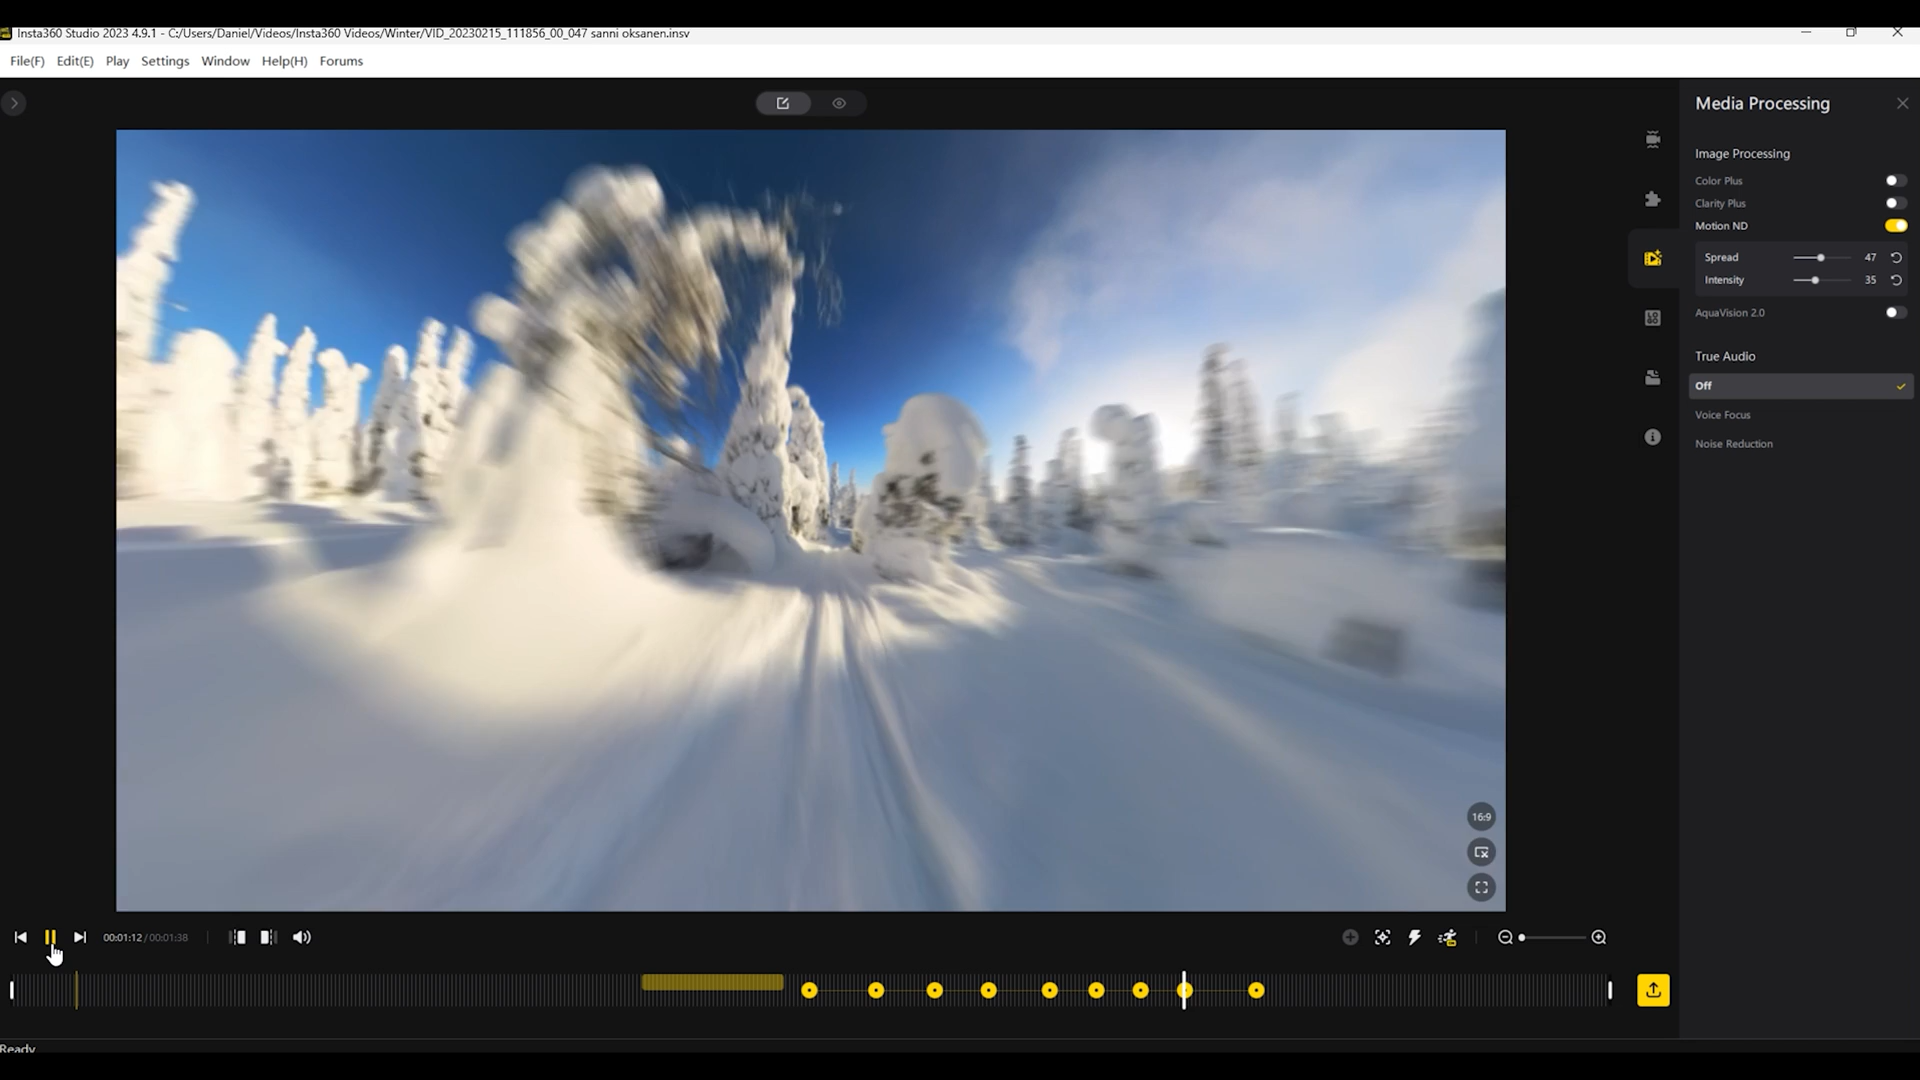 Insta360 Studio 2023 4.9.1 - C:/Users/Daniel/Videos/Insta360 Videos/Winter/VID_20230215_111856_00_047 sanni oksanen.insv
File(F) Edit(E) Play Settings Window Help(H) Forums
Media Processing
Image Processing
Color Plus
Clarity Plus
Motion ND
Spread 47
Intensity 35
AquaVision 2.0
True Audio
Off
Voice Focus
Noise Reduction
LOGO
16:9
00:01:12/00:01:38
Ready